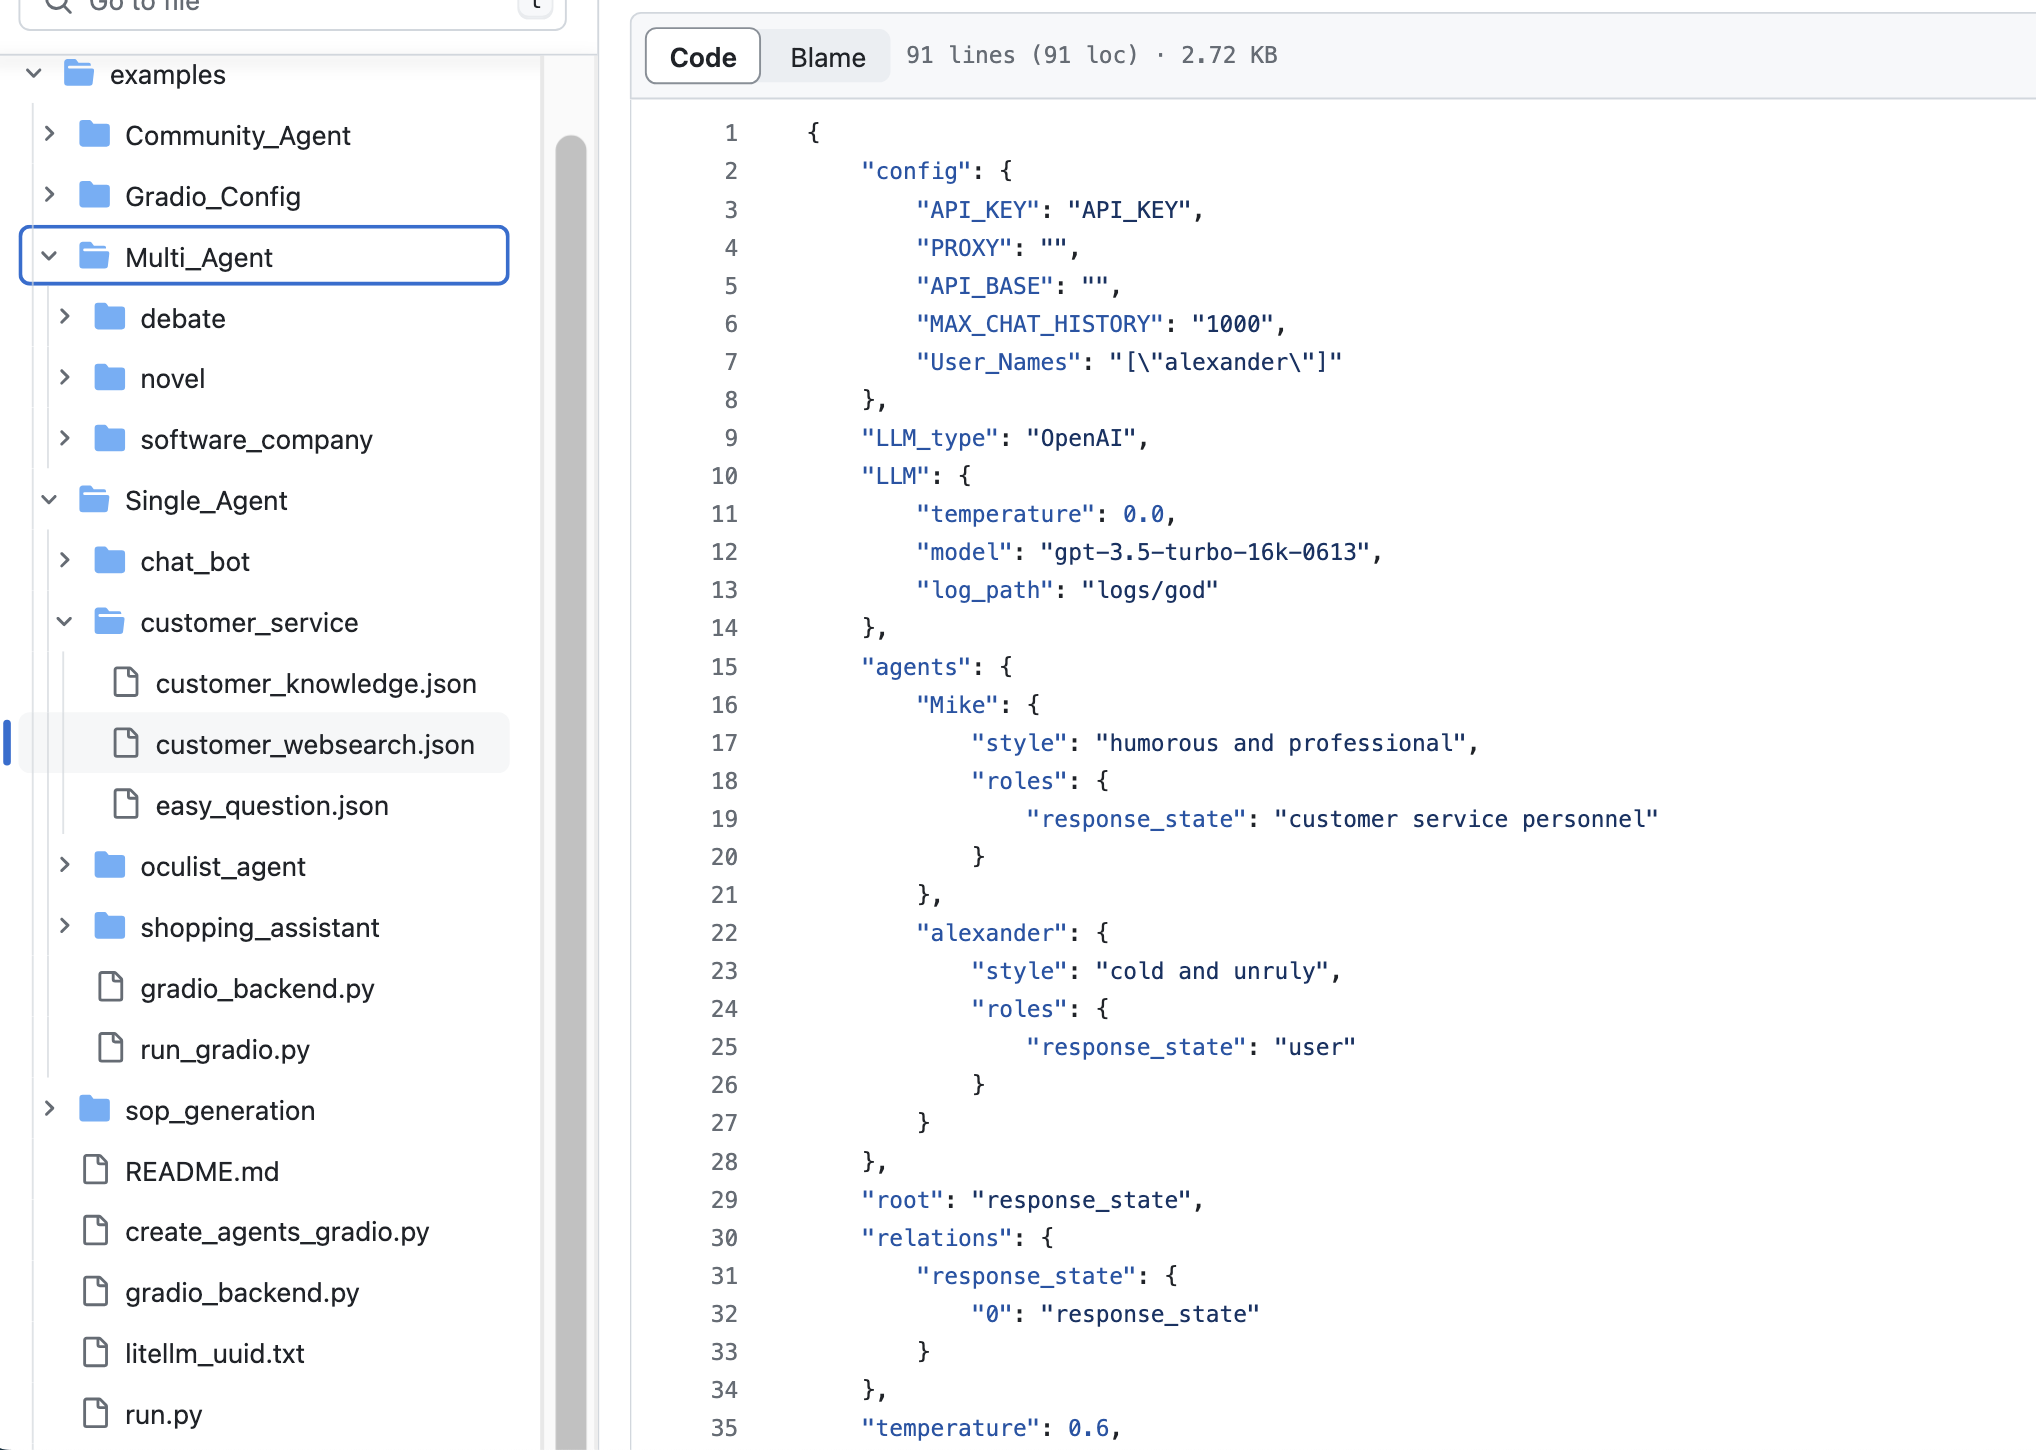 Go to file
t
examples
Community_Agent
Gradio_Config
Multi_Agent
debate
novel
software_company
Single_Agent
chat_bot
customer_service
customer_knowledge.json
customer_websearch.json
easy_question.json
oculist_agent
shopping_assistant
gradio_backend.py
run_gradio.py
sop_generation
README.md
create_agents_gradio.py
gradio_backend.py
litellm_uuid.txt
run.py
Code Blame 91 lines (91 loc) · 2.72 KB
1 {
2     "config": {
3         "API_KEY": "API_KEY",
4         "PROXY": "",
5         "API_BASE": "",
6         "MAX_CHAT_HISTORY": "1000",
7         "User_Names": "[\"alexander\"]"
8     },
9     "LLM_type": "OpenAI",
10     "LLM": {
11         "temperature": 0.0,
12         "model": "gpt-3.5-turbo-16k-0613",
13         "log_path": "logs/god"
14     },
15     "agents": {
16         "Mike": {
17             "style": "humorous and professional",
18             "roles": {
19                 "response_state": "customer service personnel"
20             }
21         },
22         "alexander": {
23             "style": "cold and unruly",
24             "roles": {
25                 "response_state": "user"
26             }
27         }
28     },
29     "root": "response_state",
30     "relations": {
31         "response_state": {
32             "0": "response_state"
33         }
34     },
35     "temperature": 0.6,